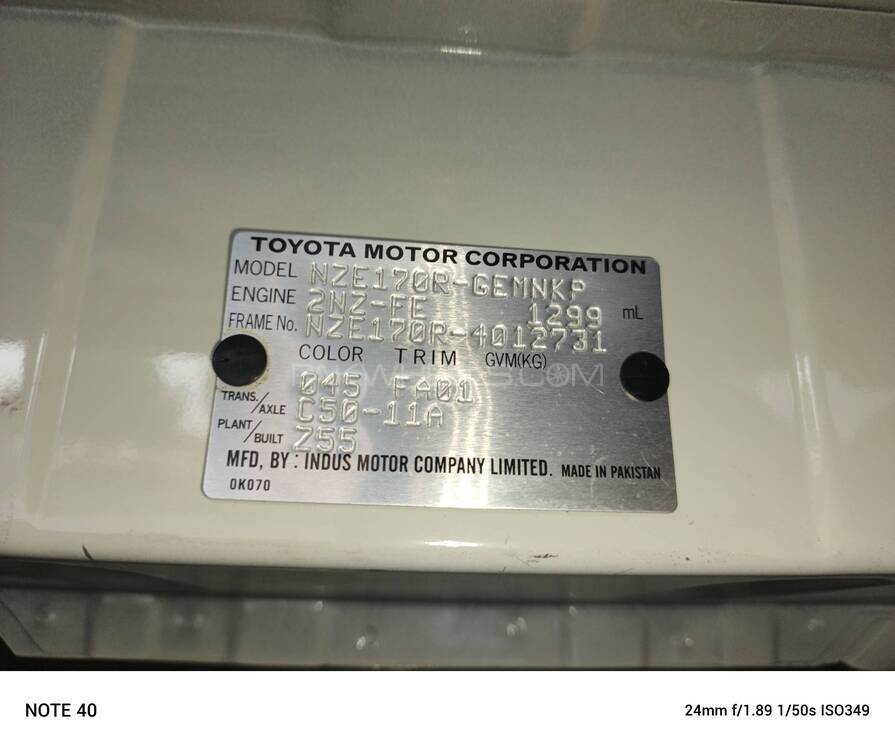 TOYOTA MOTOR CORPORATION
MODEL NZE170R-GEMNKP
ENGINE 2NZ-FE 1299 mL
FRAME No. NZE170R-4012731
COLOR TRIM GVM(KG)
PKWHEELS.COM
045 FA01
TRANS./AXLE C50-11A
PLANT/BUILT Z55
MFD, BY : INDUS MOTOR COMPANY LIMITED. MADE IN PAKISTAN
0K070
NOTE 40
24mm f/1.89 1/50s ISO349